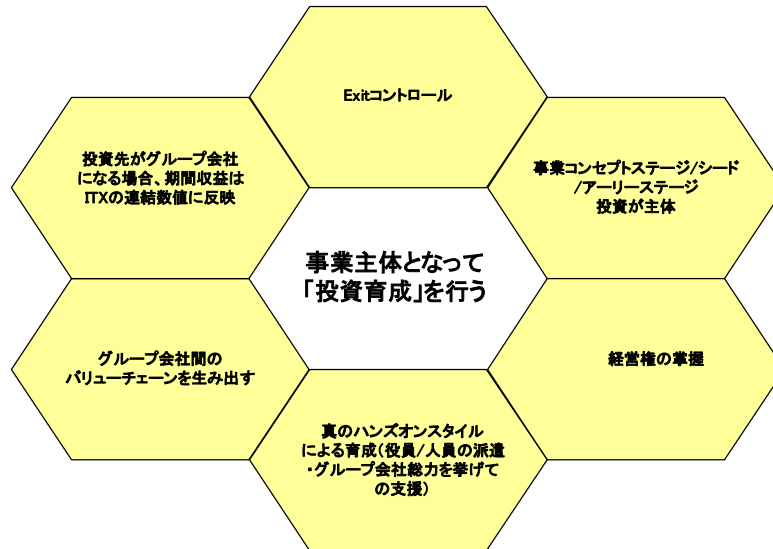 Exitコントロール
投資先がグループ会社
になる場合、期間収益は
ITXの連結数値に反映
事業コンセプトステージ/シード
/アーリーステージ
投資が主体
事業主体となって
「投資育成」を行う
グループ会社間の
バリューチェーンを生み出す
経営権の掌握
真のハンズオンスタイル
による育成(役員/人員の派遣
・グループ会社総力を挙げて
の支援)